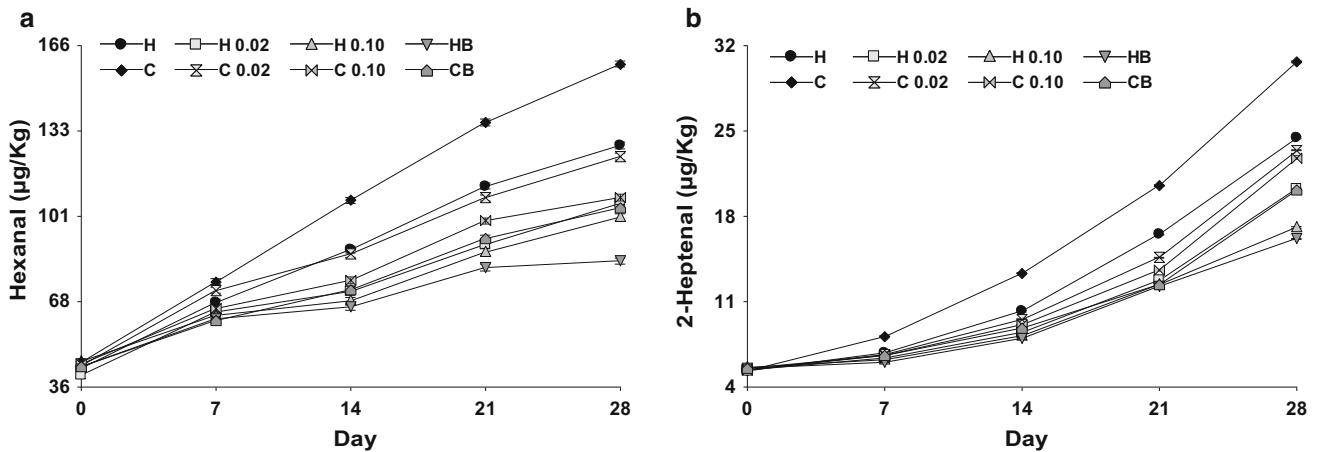 a
H H 0.02 H 0.10 HB
C C 0.02 C 0.10 CB
Hexanal (µg/Kg)
166
133
101
68
36
0 7 14 21 28
Day
b
H H 0.02 H 0.10 HB
C C 0.02 C 0.10 CB
2-Heptenal (µg/Kg)
32
25
18
11
4
0 7 14 21 28
Day